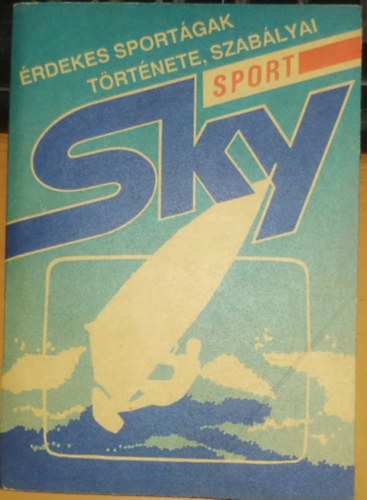 ÉRDEKES SPORTÁGAK
TÖRTÉNETE, SZABÁLYAI
SPORT
Sky